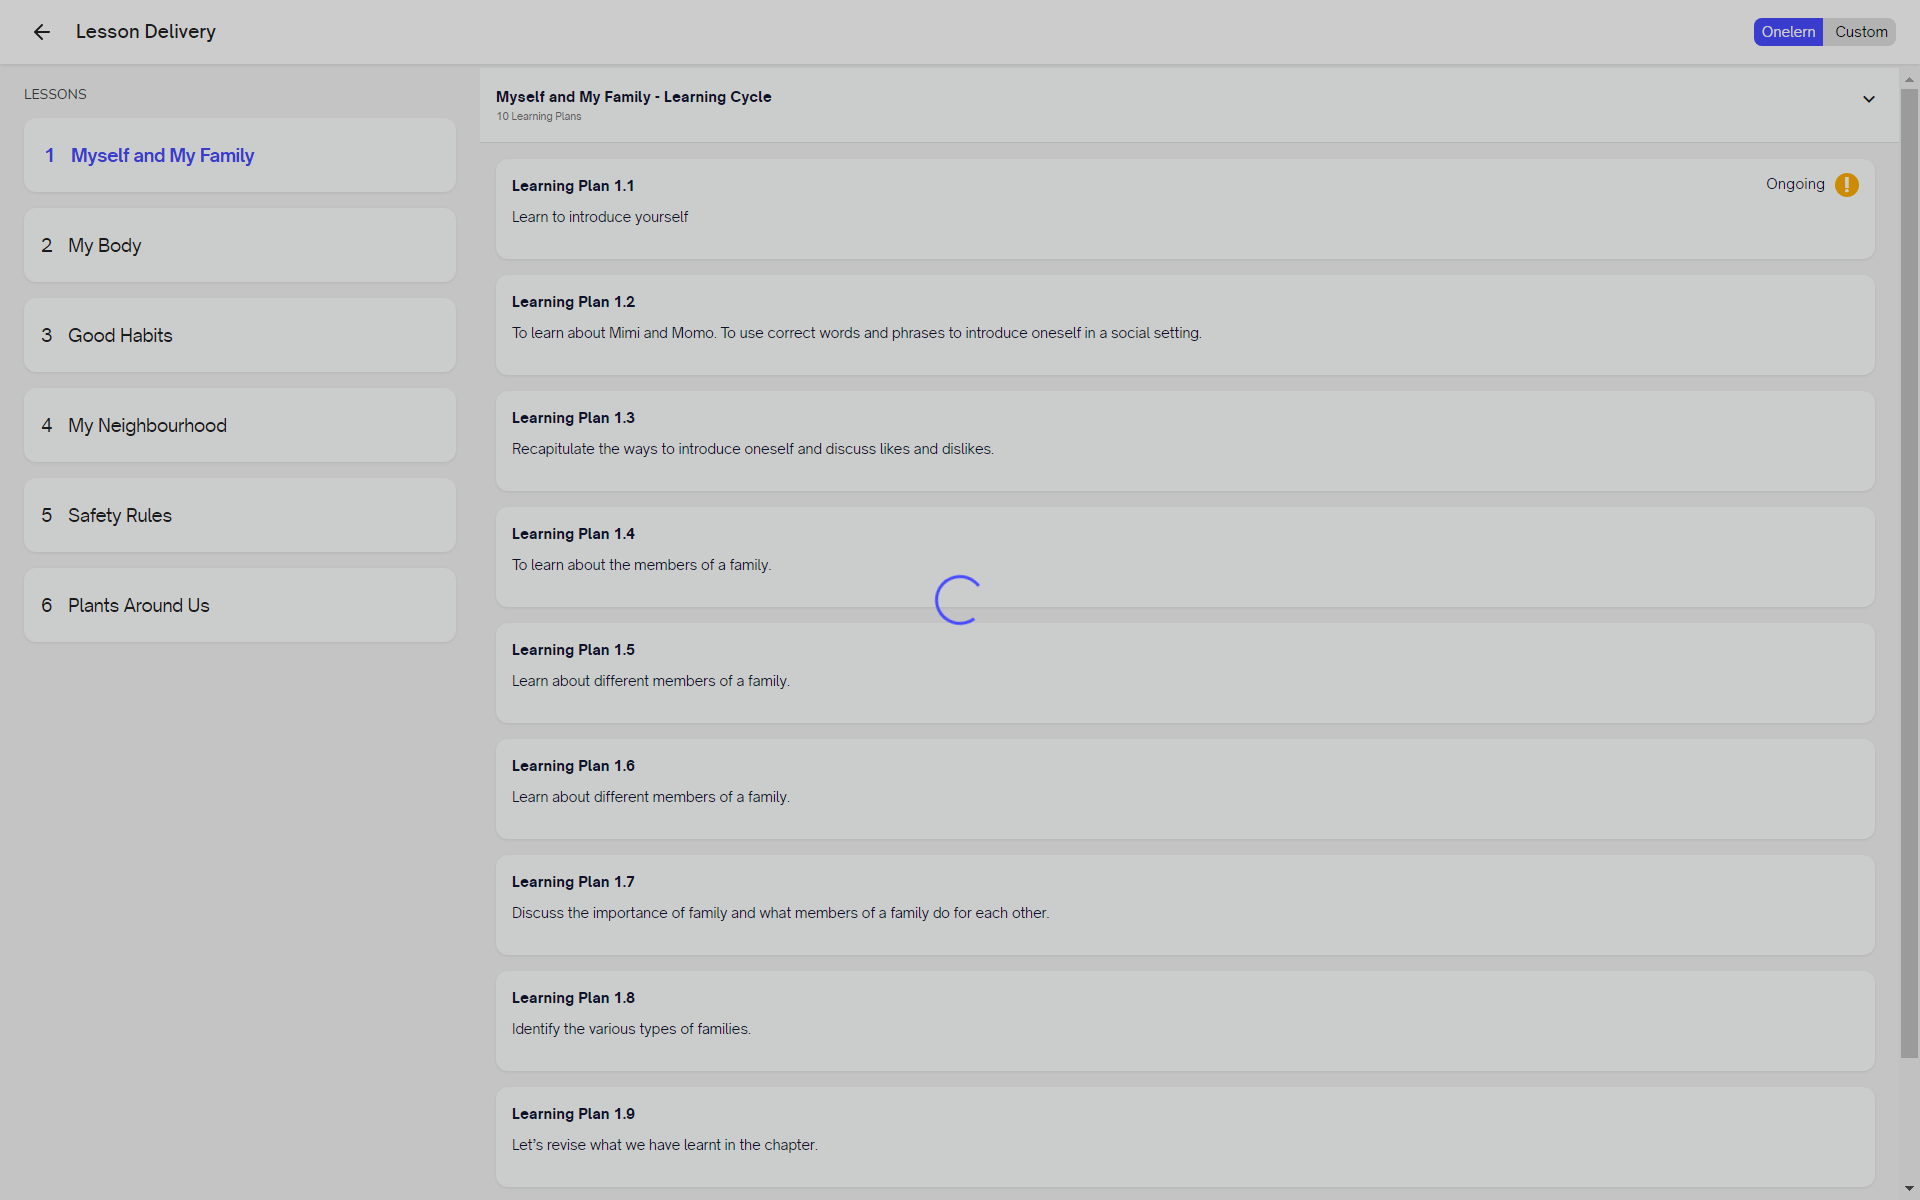 Lesson Delivery
Onelern
Custom
LESSONS
1 Myself and My Family
2 My Body
3 Good Habits
4 My Neighbourhood
5 Safety Rules
6 Plants Around Us
Myself and My Family - Learning Cycle
10 Learning Plans
Learning Plan 1.1
Ongoing
Learn to introduce yourself
Learning Plan 1.2
To learn about Mimi and Momo. To use correct words and phrases to introduce oneself in a social setting.
Learning Plan 1.3
Recapitulate the ways to introduce oneself and discuss likes and dislikes.
Learning Plan 1.4
To learn about the members of a family.
Learning Plan 1.5
Learn about different members of a family.
Learning Plan 1.6
Learn about different members of a family.
Learning Plan 1.7
Discuss the importance of family and what members of a family do for each other.
Learning Plan 1.8
Identify the various types of families.
Learning Plan 1.9
Let's revise what we have learnt in the chapter.